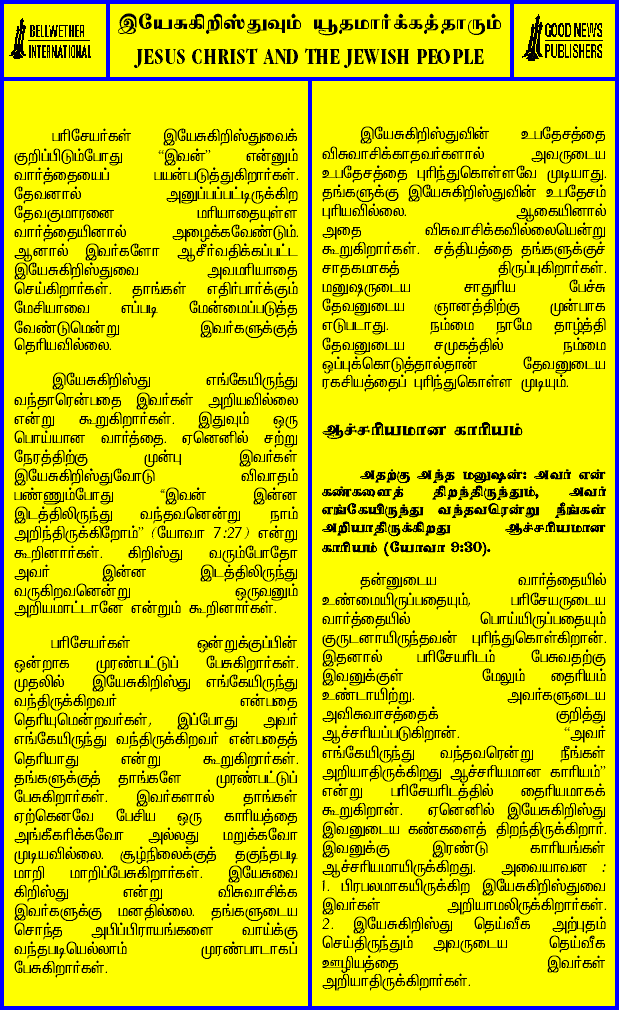 BELLWETHER
INTERNATIONAL
இயேசுகிறிஸ்துவும் யூதமார்க்கத்தாரும்
JESUS CHRIST AND THE JEWISH PEOPLE
GOOD NEWS
PUBLISHERS
பரிசேயர்கள் இயேசுகிறிஸ்துவைக்
குறிப்பிடும்போது “இவன்” என்னும்
வார்த்தையைப் பயன்படுத்துகிறார்கள்.
தேவனால் அனுப்பப்பட்டிருக்கிற
தேவகுமாரனை மரியாதையுள்ள
வார்த்தையினால் அழைக்கவேண்டும்.
ஆனால் இவர்களோ ஆசீர்வதிக்கப்பட்ட
இயேசுகிறிஸ்துவை அவமரியாதை
செய்கிறார்கள். தாங்கள் எதிர்பார்க்கும்
மேசியாவை எப்படி மேன்மைப்படுத்த
வேண்டுமென்று இவர்களுக்குத்
தெரியவில்லை.
இயேசுகிறிஸ்து எங்கேயிருந்து
வந்தாரென்பதை இவர்கள் அறியவில்லை
என்று கூறுகிறார்கள். இதுவும் ஒரு
பொய்யான வார்த்தை. ஏனெனில் சற்று
நேரத்திற்கு முன்பு இவர்கள்
இயேசுகிறிஸ்துவோடு விவாதம்
பண்ணும்போது “இவன் இன்ன
இடத்திலிருந்து வந்தவனென்று நாம்
அறிந்திருக்கிறோம்” (யோவா 7:27) என்று
கூறினார்கள். கிறிஸ்து வரும்போதோ
அவர் இன்ன இடத்திலிருந்து
வருகிறவனென்று ஒருவனும்
அறியமாட்டானே என்றும் கூறினார்கள்.
பரிசேயர்கள் ஒன்றுக்குப்பின்
ஒன்றாக முரண்பட்டுப் பேசுகிறார்கள்.
முதலில் இயேசுகிறிஸ்து எங்கேயிருந்து
வந்திருக்கிறவர் என்பதை
தெரியுமென்றவர்கள், இப்போது அவர்
எங்கேயிருந்து வந்திருக்கிறவர் என்பதைத்
தெரியாது என்று கூறுகிறார்கள்.
தங்களுக்குத் தாங்களே முரண்பட்டுப்
பேசுகிறார்கள். இவர்களால் தாங்கள்
ஏற்கெனவே பேசிய ஒரு காரியத்தை
அங்கீகரிக்கவோ அல்லது மறுக்கவோ
முடியவில்லை. சூழ்நிலைக்குத் தகுந்தபடி
மாறி மாறிப்பேசுகிறார்கள். இயேசுவை
கிறிஸ்து என்று விசுவாசிக்க
இவர்களுக்கு மனதில்லை. தங்களுடைய
சொந்த அபிப்பிராயங்களை வாய்க்கு
வந்தபடியெல்லாம் முரண்பாடாகப்
பேசுகிறார்கள்.
இயேசுகிறிஸ்துவின் உபதேசத்தை
விசுவாசிக்காதவர்களால் அவருடைய
உபதேசத்தை புரிந்துகொள்ளவே முடியாது.
தங்களுக்கு இயேசுகிறிஸ்துவின் உபதேசம்
புரியவில்லை. ஆகையினால்
அதை விசுவாசிக்கவில்லையென்று
கூறுகிறார்கள். சத்தியத்தை தங்களுக்குச்
சாதகமாகத் திருப்புகிறார்கள்.
மனுஷருடைய சாதுரிய பேச்சு
தேவனுடைய ஞானத்திற்கு முன்பாக
எடுபடாது. நம்மை நாமே தாழ்த்தி
தேவனுடைய சமுகத்தில் நம்மை
ஒப்புக்கொடுத்தால்தான் தேவனுடைய
ரகசியத்தைப் புரிந்துகொள்ள முடியும்.
ஆச்சரியமான காரியம்
அதற்கு அந்த மனுஷன்: அவர் என்
கண்களைத் திறந்திருந்தும், அவர்
எங்கேயிருந்து வந்தவரென்று நீங்கள்
அறியாதிருக்கிறது ஆச்சரியமான
காரியம் (யோவா 9:30).
தன்னுடைய வார்த்தையில்
உண்மையிருப்பதையும், பரிசேயருடைய
வார்த்தையில் பொய்யிருப்பதையும்
குருடனாயிருந்தவன் புரிந்துகொள்கிறான்.
இதனால் பரிசேயரிடம் பேசுவதற்கு
இவனுக்குள் மேலும் தைரியம்
உண்டாயிற்று. அவர்களுடைய
அவிசுவாசத்தைக் குறித்து
ஆச்சரியப்படுகிறான். “அவர்
எங்கேயிருந்து வந்தவரென்று நீங்கள்
அறியாதிருக்கிறது ஆச்சரியமான காரியம்”
என்று பரிசேயரிடத்தில் தைரியமாகக்
கூறுகிறான். ஏனெனில் இயேசுகிறிஸ்து
இவனுடைய கண்களைத் திறந்திருக்கிறார்.
இவனுக்கு இரண்டு காரியங்கள்
ஆச்சரியமாயிருக்கிறது. அவையாவன :
1. பிரபலமாகயிருக்கிற இயேசுகிறிஸ்துவை
இவர்கள் அறியாமலிருக்கிறார்கள்.
2. இயேசுகிறிஸ்து தெய்வீக அற்புதம்
செய்திருந்தும் அவருடைய தெய்வீக
ஊழியத்தை இவர்கள்
அறியாதிருக்கிறார்கள்.